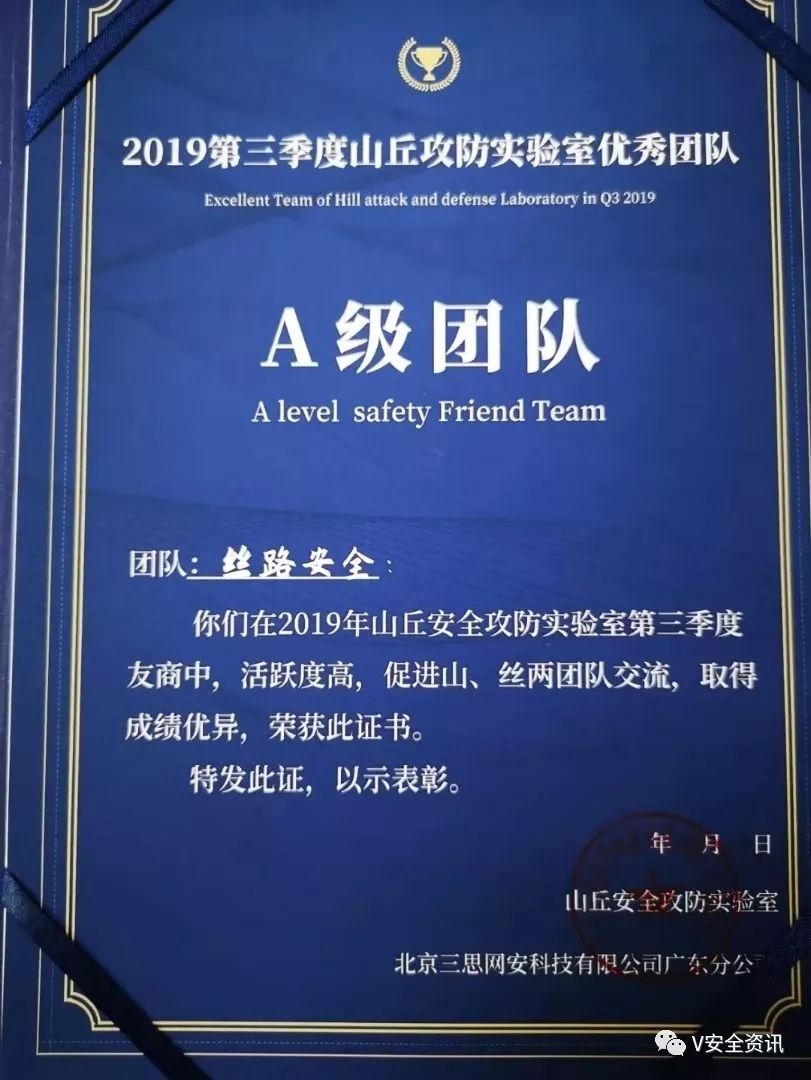 2019第三季度山丘攻防实验室优秀团队
Excellent Team of Hill attack and defense Laboratory in Q3 2019
A级团队
A level safety Friend Team
团队：丝路安全：
你们在2019年山丘安全攻防实验室第三季度
友商中，活跃度高，促进山、丝两团队交流，取得
成绩优异，荣获此证书。
特发此证，以示表彰。
年 月 日
山丘安全攻防实验室
北京三思网安科技有限公司广东分公司
V安全资讯